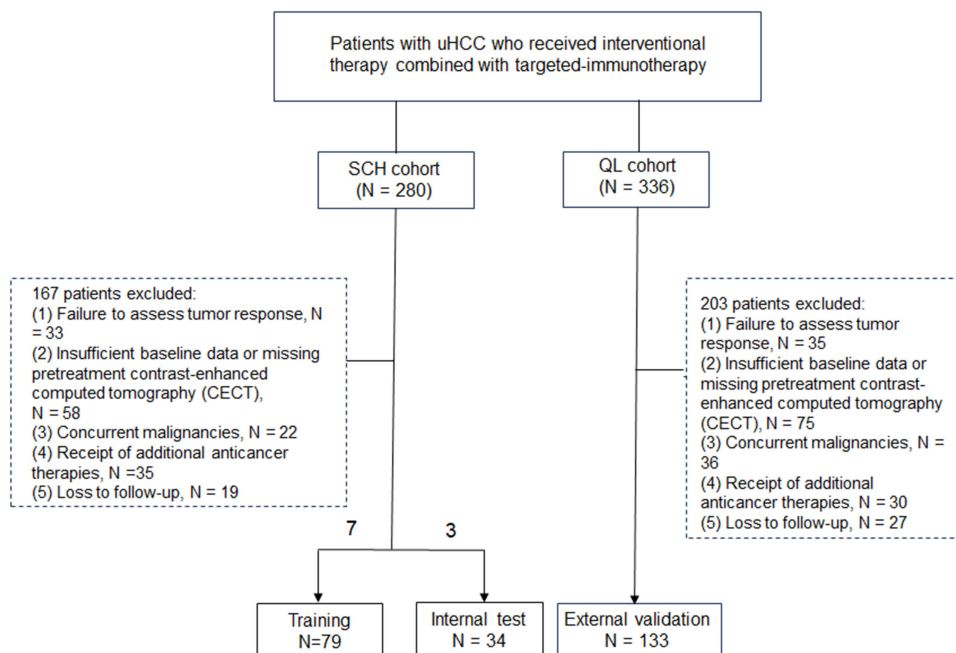 Patients with uHCC who received interventional
therapy combined with targeted-immunotherapy
SCH cohort
(N = 280)
QL cohort
(N = 336)
167 patients excluded:
(1) Failure to assess tumor response, N
= 33
(2) Insufficient baseline data or missing
pretreatment contrast-enhanced
computed tomography (CECT),
N = 58
(3) Concurrent malignancies, N = 22
(4) Receipt of additional anticancer
therapies, N =35
(5) Loss to follow-up, N = 19
203 patients excluded:
(1) Failure to assess tumor
response, N = 35
(2) Insufficient baseline data or
missing pretreatment contrast-
enhanced computed tomography
(CECT), N = 75
(3) Concurrent malignancies, N =
36
(4) Receipt of additional
anticancer therapies, N = 30
(5) Loss to follow-up, N = 27
7
3
Training
N=79
Internal test
N = 34
External validation
N = 133